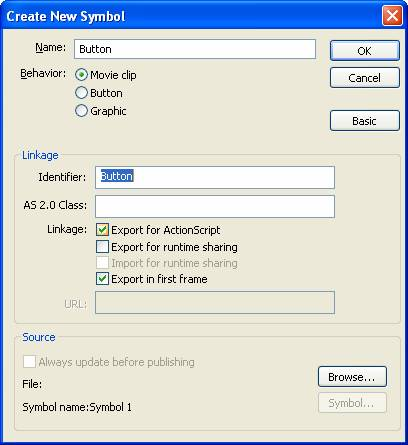 Create New Symbol
Name: Button OK
Behavior: Movie clip Cancel
Button
Graphic Basic
Linkage
Identifier: Button
AS 2.0 Class:
Linkage: Export for ActionScript
Export for runtime sharing
Import for runtime sharing
Export in first frame
URL:
Source
Always update before publishing
File: Browse...
Symbol name:Symbol 1 Symbol...